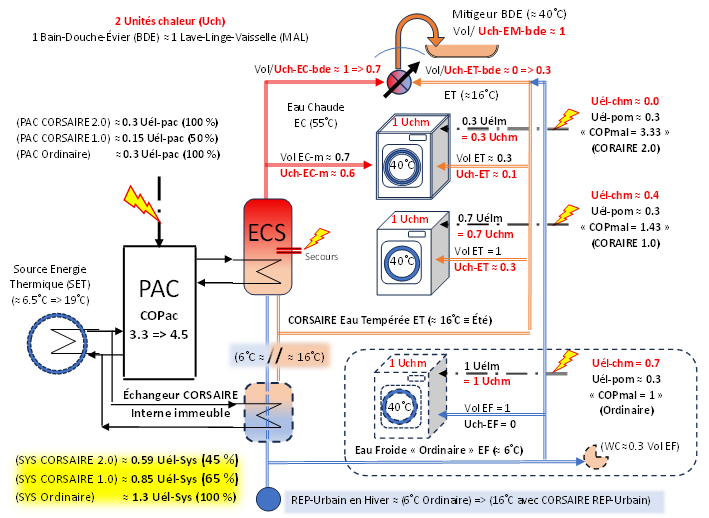 2 Unités chaleur (Uch)
1 Bain-Douche-Évier (BDE) ≈ 1 Lave-Linge-Vaisselle (MAL)
Mitigeur BDE (≈ 40°C)
Vol/ Uch-EM-bde ≈ 1
Vol/Uch-EC-bde ≈ 1 => 0.7
Vol/Uch-ET-bde ≈ 0 => 0.3
ET (≈16°C)
Eau Chaude
EC (55°C)
(PAC CORSAIRE 2.0) ≈ 0.3 Uél-pac (100 %)
(PAC CORSAIRE 1.0) ≈ 0.15 Uél-pac (50 %)
(PAC Ordinaire) ≈ 0.3 Uél-pac (100 %)
1 Uchm
40°C
0.3 Uélm
= 0.3 Uchm
Vol EC-m ≈ 0.7
Uch-EC-m ≈ 0.6
Vol ET ≈ 0.3
Uch-ET ≈ 0.1
Uél-chm ≈ 0.0
Uél-pom ≈ 0.3
« COPmal = 3.33 »
(CORAIRE 2.0)
1 Uchm
40°C
0.7 Uélm
= 0.7 Uchm
Vol ET = 1
Uch-ET ≈ 0.3
Uél-chm ≈ 0.4
Uél-pom ≈ 0.3
« COPmal = 1.43 »
(CORAIRE 1.0)
ECS
Secours
Source Energie
Thermique (SET)
(≈ 6.5°C => 19°C)
PAC
COPac
3.3 => 4.5
CORSAIRE Eau Tempérée ET (≈ 16°C = Été)
(6°C ≈ // ≈ 16°C)
Échangeur CORSAIRE
Interne immeuble
1 Uchm
40°C
1 Uélm
= 1 Uchm
Vol EF = 1
Uch-EF = 0
Uél-chm = 0.7
Uél-pom ≈ 0.3
« COPmal = 1 »
(Ordinaire)
Eau Froide « Ordinaire » EF (≈ 6°C)
(WC ≈ 0.3 Vol EF)
(SYS CORSAIRE 2.0) ≈ 0.59 Uél-Sys (45 %)
(SYS CORSAIRE 1.0) ≈ 0.85 Uél-Sys (65 %)
(SYS Ordinaire) ≈ 1.3 Uél-Sys (100 %)
REP-Urbain en Hiver ≈ (6°C Ordinaire) => (16°C avec CORSAIRE REP-Urbain)